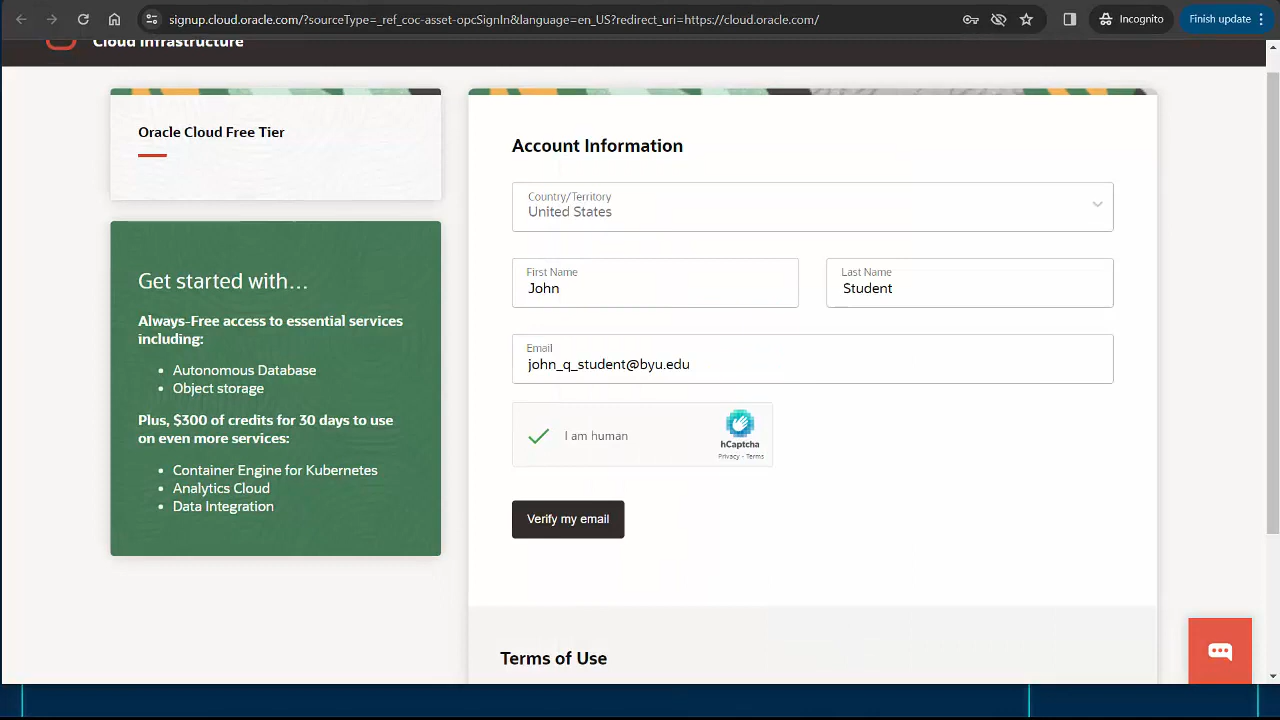 signup.cloud.oracle.com/?sourceType=_ref_coc-asset-opcSignIn&language=en_US?redirect_uri=https://cloud.oracle.com/
Incognito
Finish update
Cloud Infrastructure
Oracle Cloud Free Tier
Get started with...
Always-Free access to essential services
including:
• Autonomous Database
• Object storage
Plus, $300 of credits for 30 days to use
on even more services:
• Container Engine for Kubernetes
• Analytics Cloud
• Data Integration
Account Information
Country/Territory
United States
First Name
John
Last Name
Student
Email
john_q_student@byu.edu
I am human
hCaptcha
Privacy - Terms
Verify my email
Terms of Use